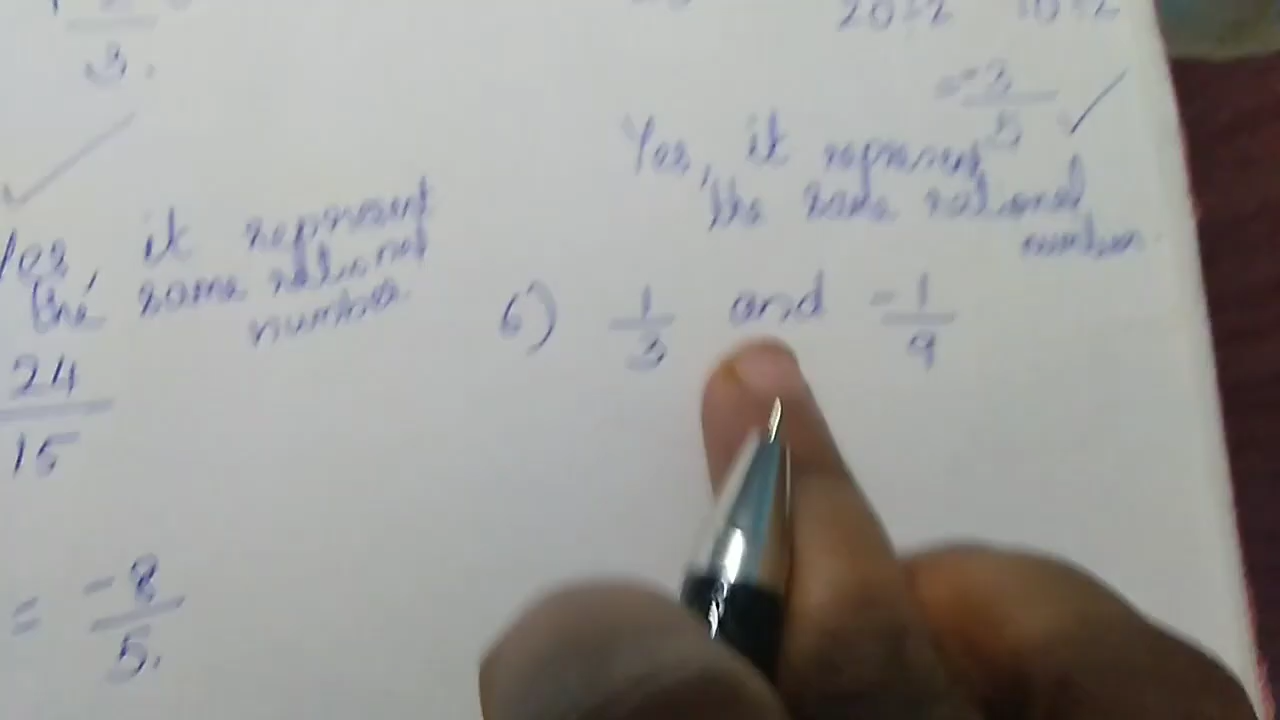 3.
20÷2 10÷2
= -3/5 ✓
Yes, it represent
the same rational
number.
✓
Yes, it represent
the same rational
number
24/15
= -8/5.
6) 1/3 and -1/9